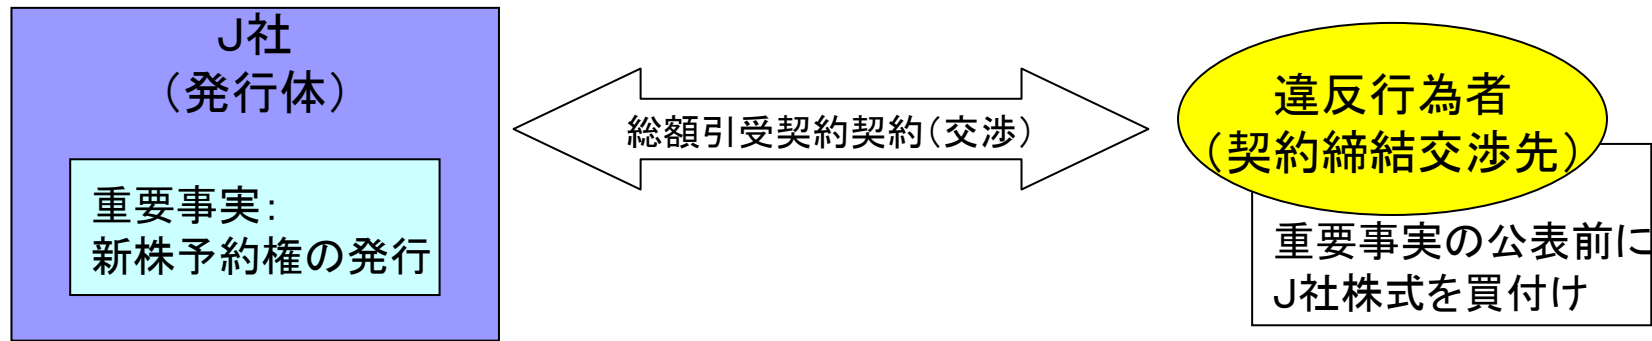 J社
（発行体）
重要事実：
新株予約権の発行
総額引受契約契約（交渉）
違反行為者
（契約締結交渉先）
重要事実の公表前に
J社株式を買付け